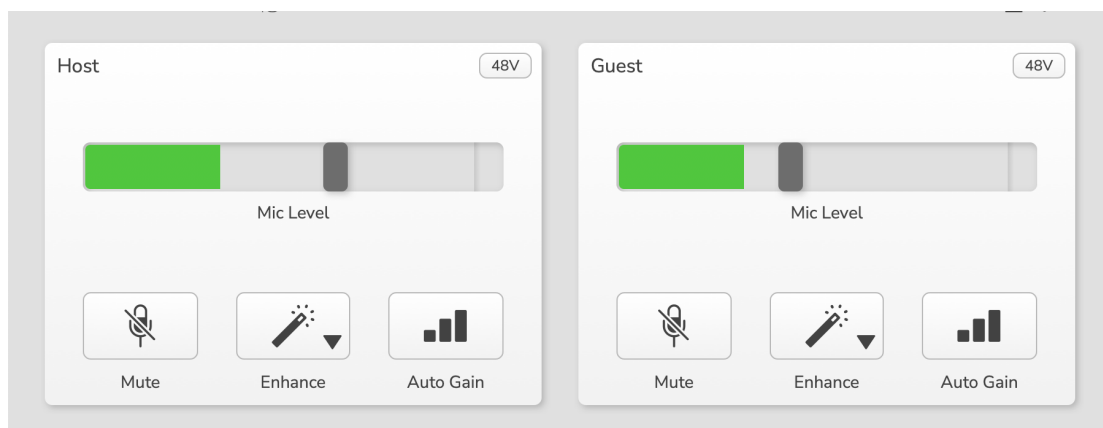 Host 48V
Guest 48V
Mic Level
Mic Level
Mute Enhance Auto Gain
Mute Enhance Auto Gain